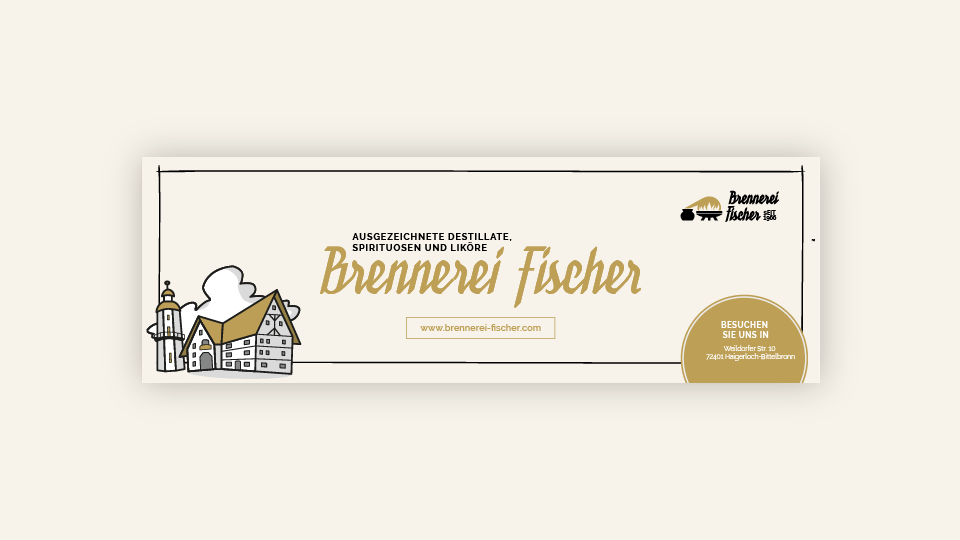 Brennerei
Fischer SEIT 1900
AUSGEZEICHNETE DESTILLATE,
SPIRITUOSEN UND LIKÖRE
Brennerei Fischer
www.brennerei-fischer.com
BESUCHEN
SIE UNS IN
Weildorfer Str. 10
72401 Haigerloch-Bittelbronn